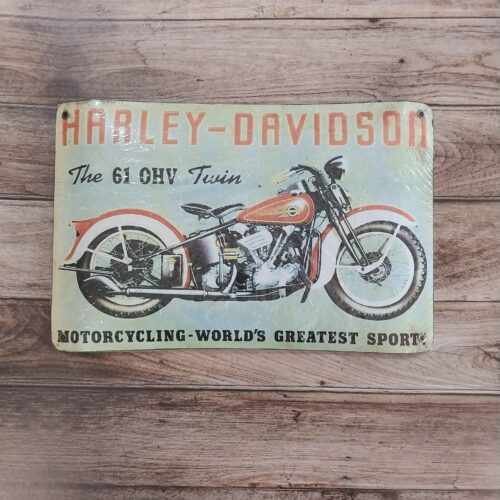 HARLEY-DAVIDSON
The 61 OHV Twin
MOTORCYCLING-WORLD'S GREATEST SPORT